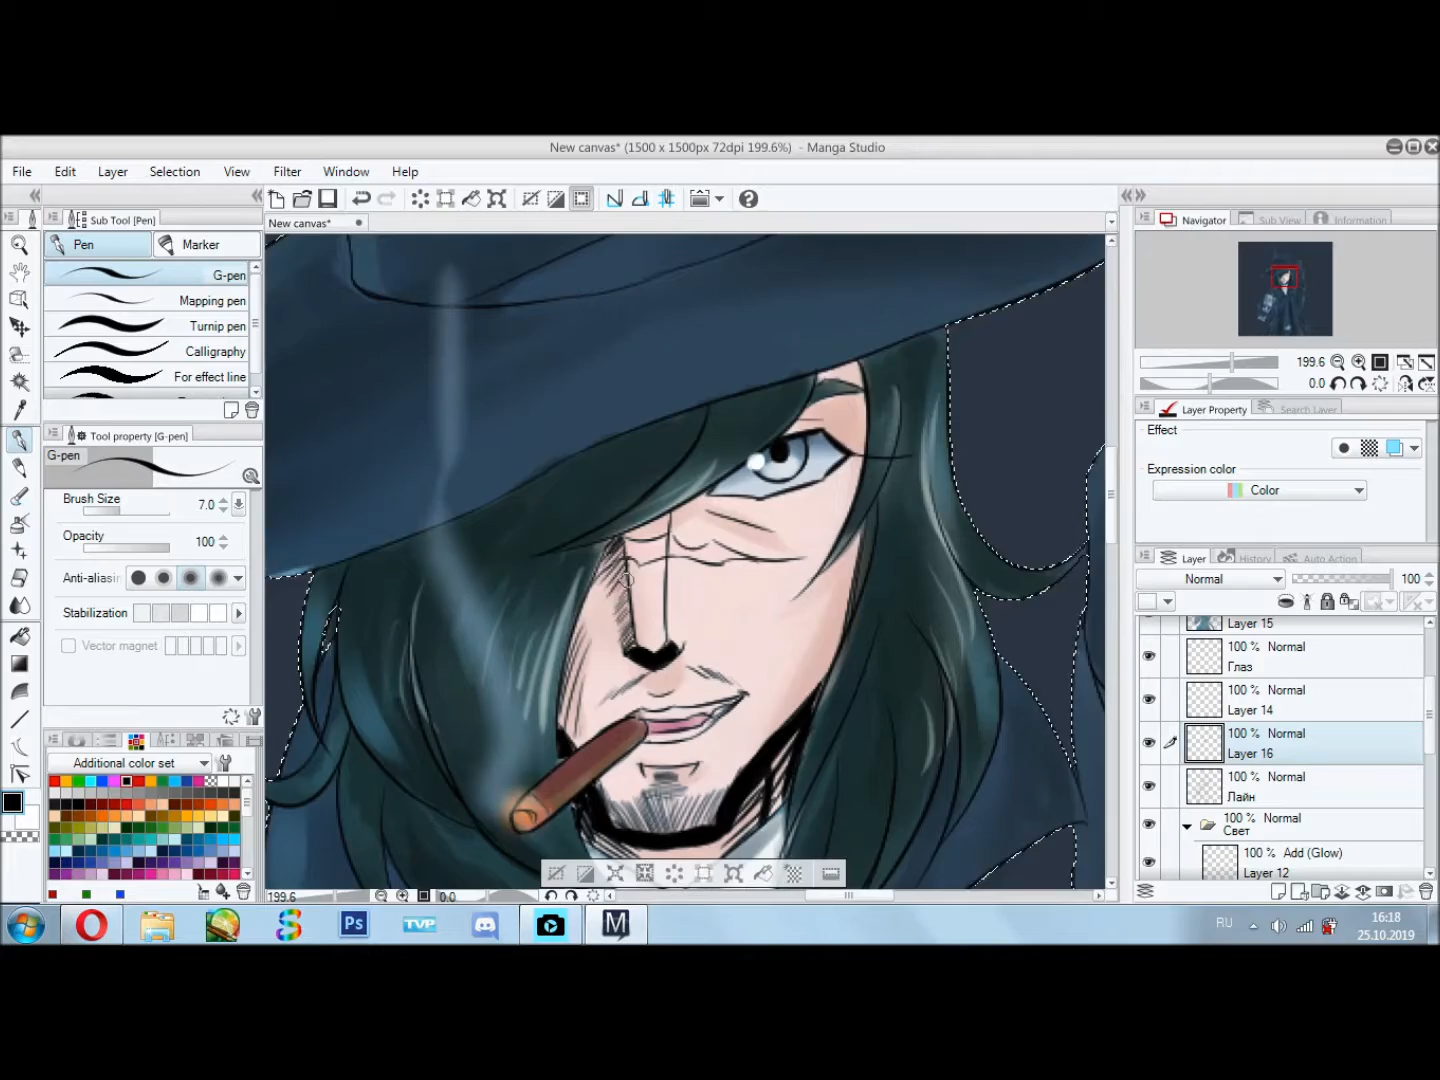 New canvas* (1500 x 1500px 72dpi 199.6%) - Manga Studio
File Edit Layer Selection View Filter Window Help
Sub Tool [Pen]
New canvas*
Navigator Sub View Information
Pen Marker
G-pen
Mapping pen
Turnip pen
Calligraphy
For effect line
199.6
0.0
Layer Property Search Layer
Effect
Expression color
Color
Tool property [G-pen]
G-pen
Brush Size 7.0
Opacity 100
Anti-aliasin
Stabilization
Vector magnet
Layer History Auto Action
Normal 100
Layer 15
100 % Normal
Глаз
100 % Normal
Layer 14
100 % Normal
Layer 16
100 % Normal
Лайн
100 % Normal
Свет
100 % Add (Glow)
Layer 12
Additional color set
199.6 0.0
Ps TVP M
RU
16:18
25.10.2019